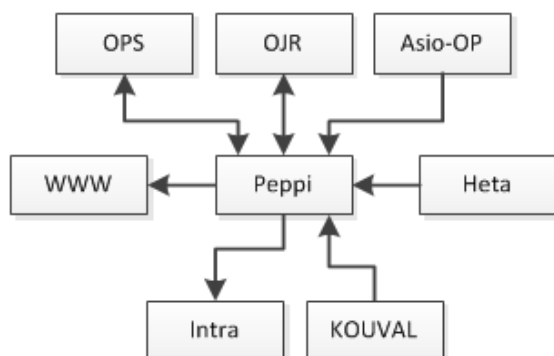 OPS
OJR
Asio-OP
WWW
Peppi
Heta
Intra
KOUVAL